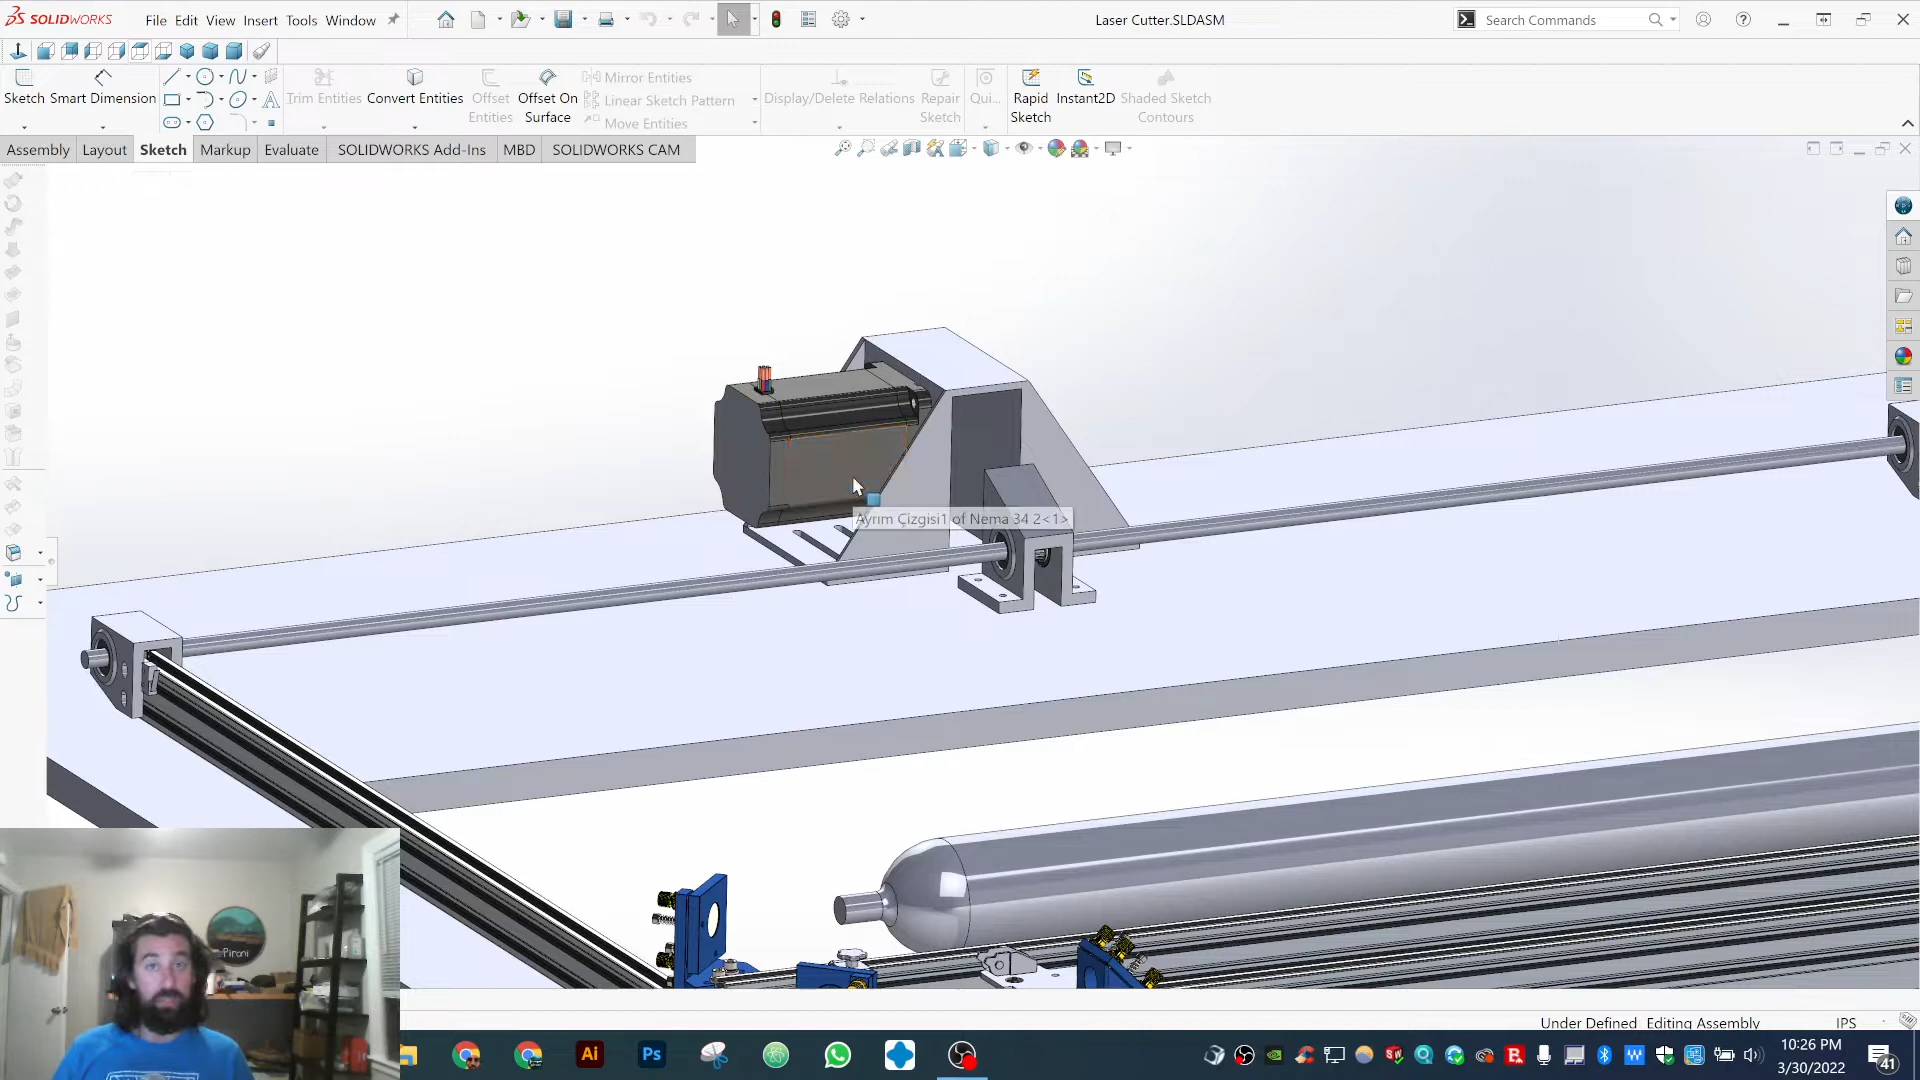 SOLIDWORKS File Edit View Insert Tools Window Laser Cutter.SLDASM Search Commands
Sketch Smart Dimension Trim Entities Convert Entities Offset Entities Offset On Surface Mirror Entities Linear Sketch Pattern Move Entities Display/Delete Relations Repair Sketch Qui... Rapid Sketch Instant2D Shaded Sketch Contours
Assembly Layout Sketch Markup Evaluate SOLIDWORKS Add-Ins MBD SOLIDWORKS CAM
Ayrım Çizgisi1 of Nema 34 2<1>
Pirani
Under Defined Editing Assembly IPS
Ai Ps
10:26 PM
3/30/2022
41